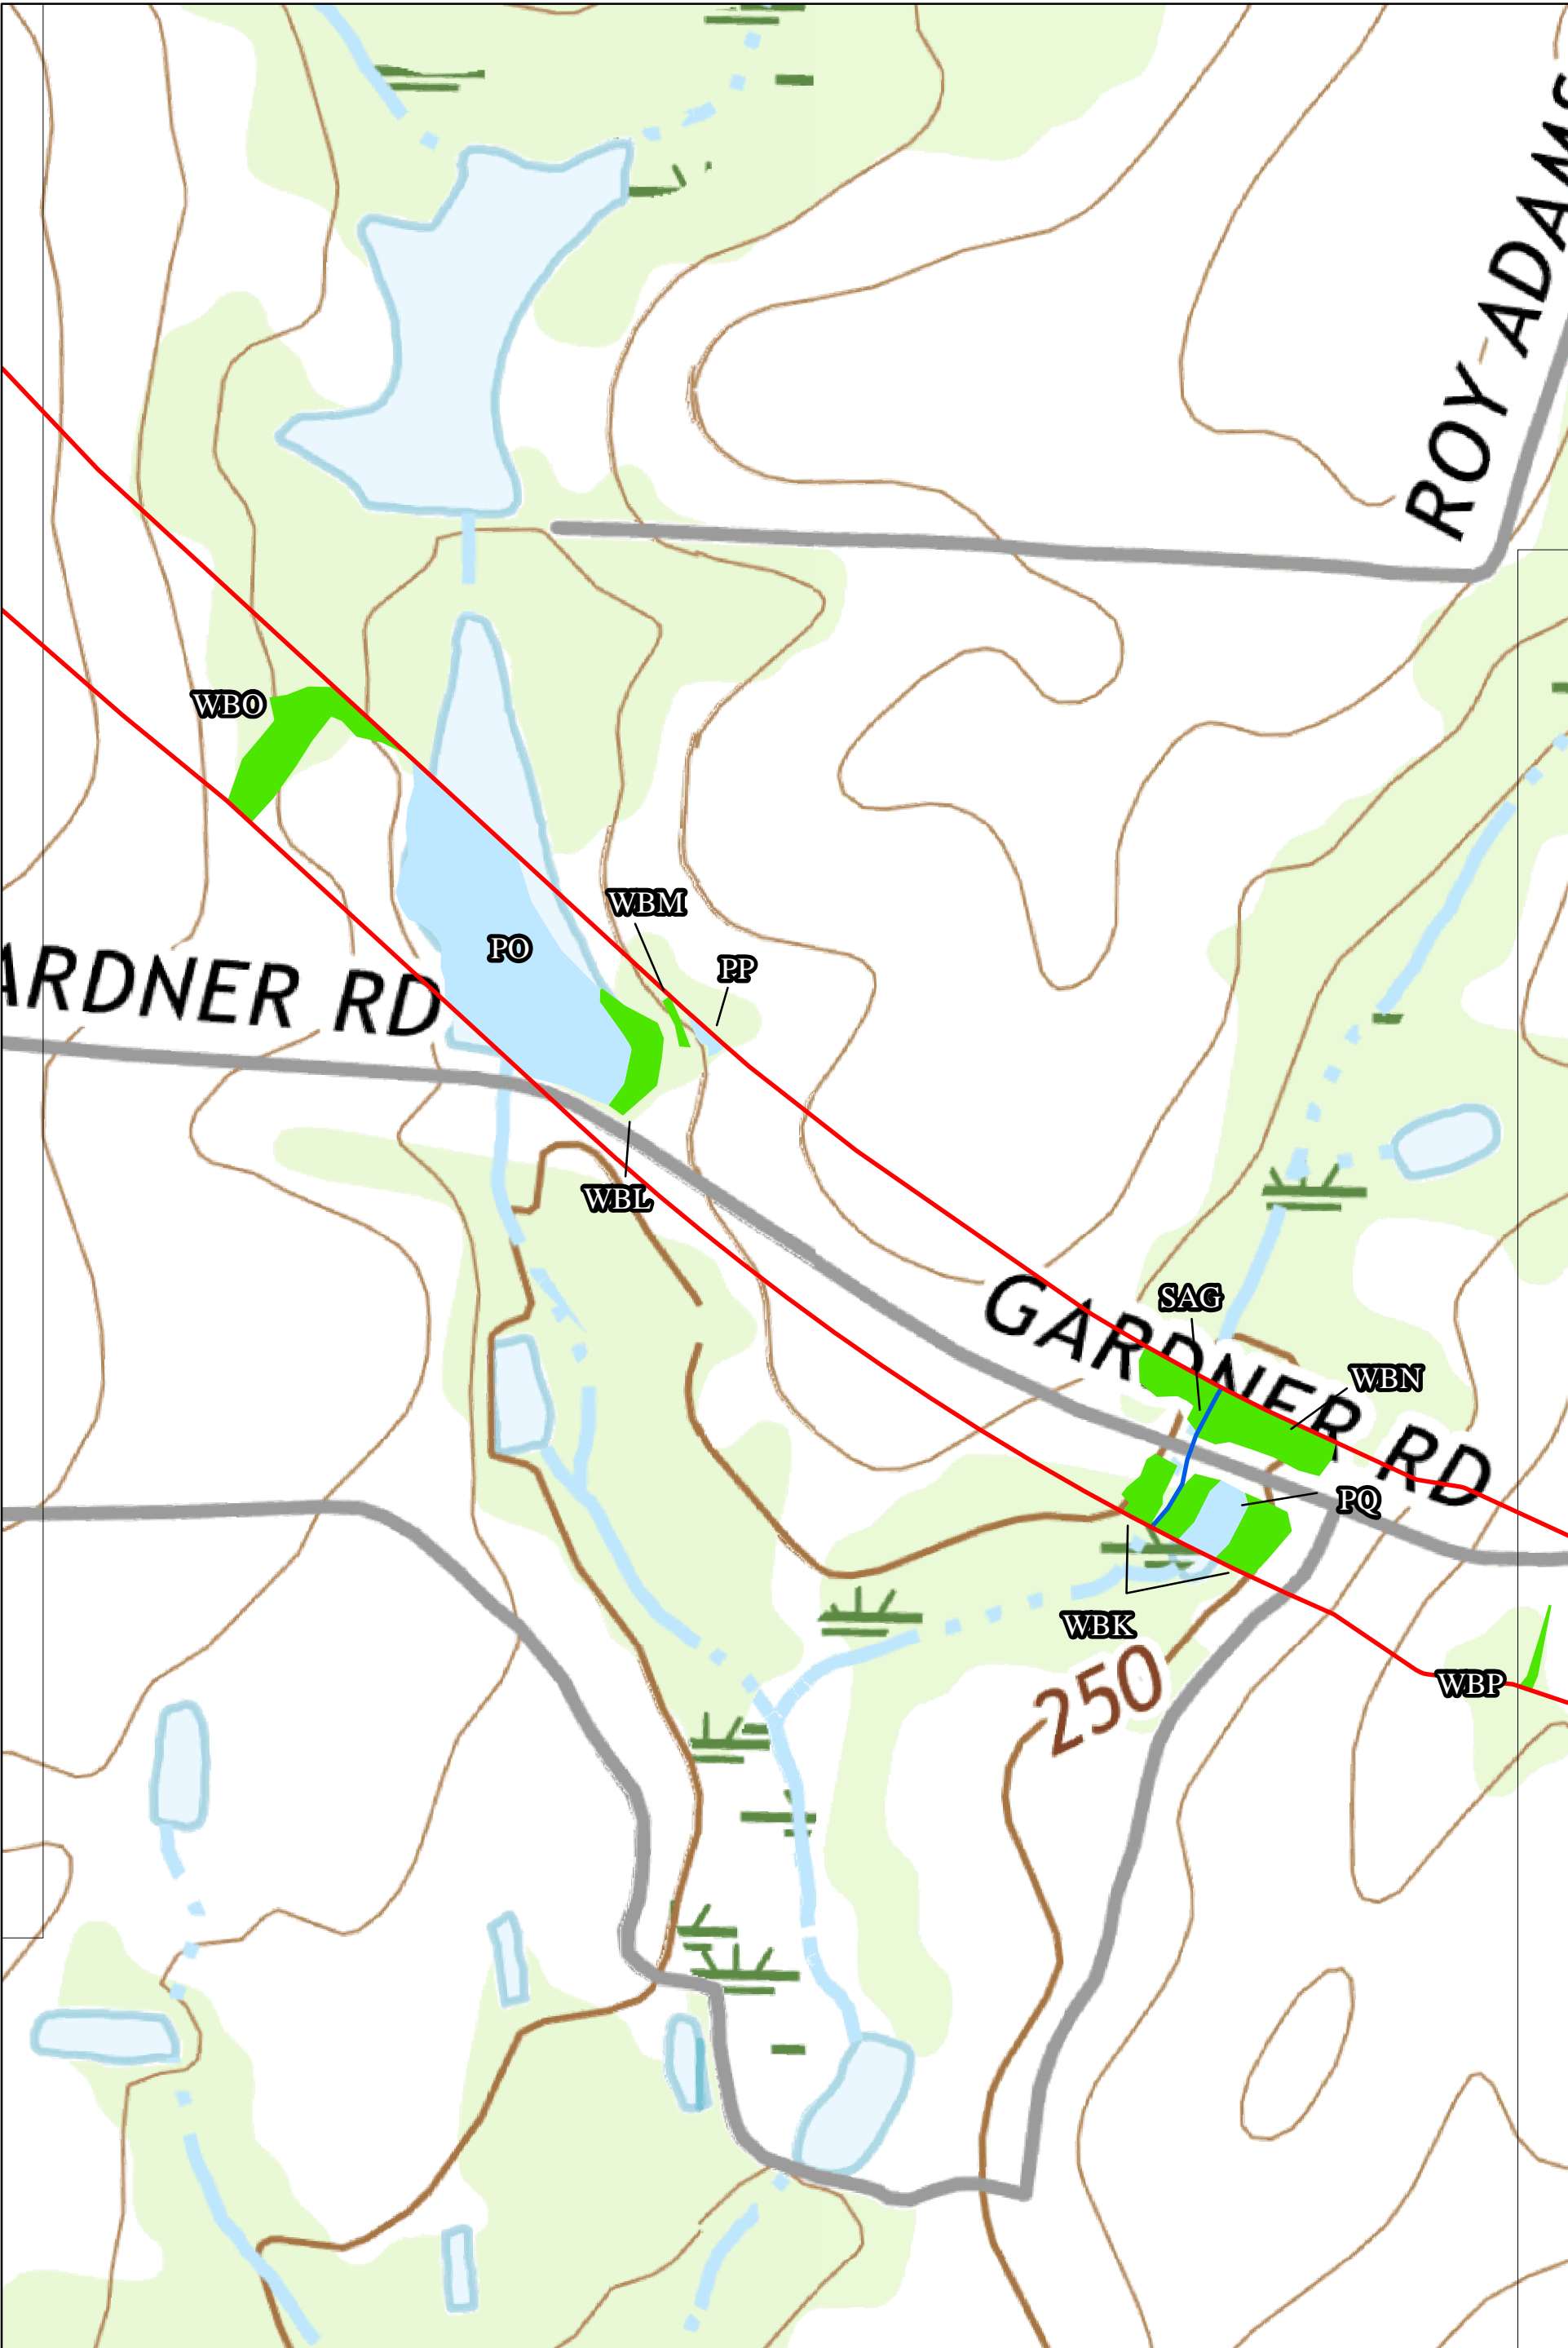 ROY ADAMS
WBO
WBM
PO
PP
ARDNER RD
WBL
SAG
GARDNER RD
WBN
PQ
WBK
250
WBP